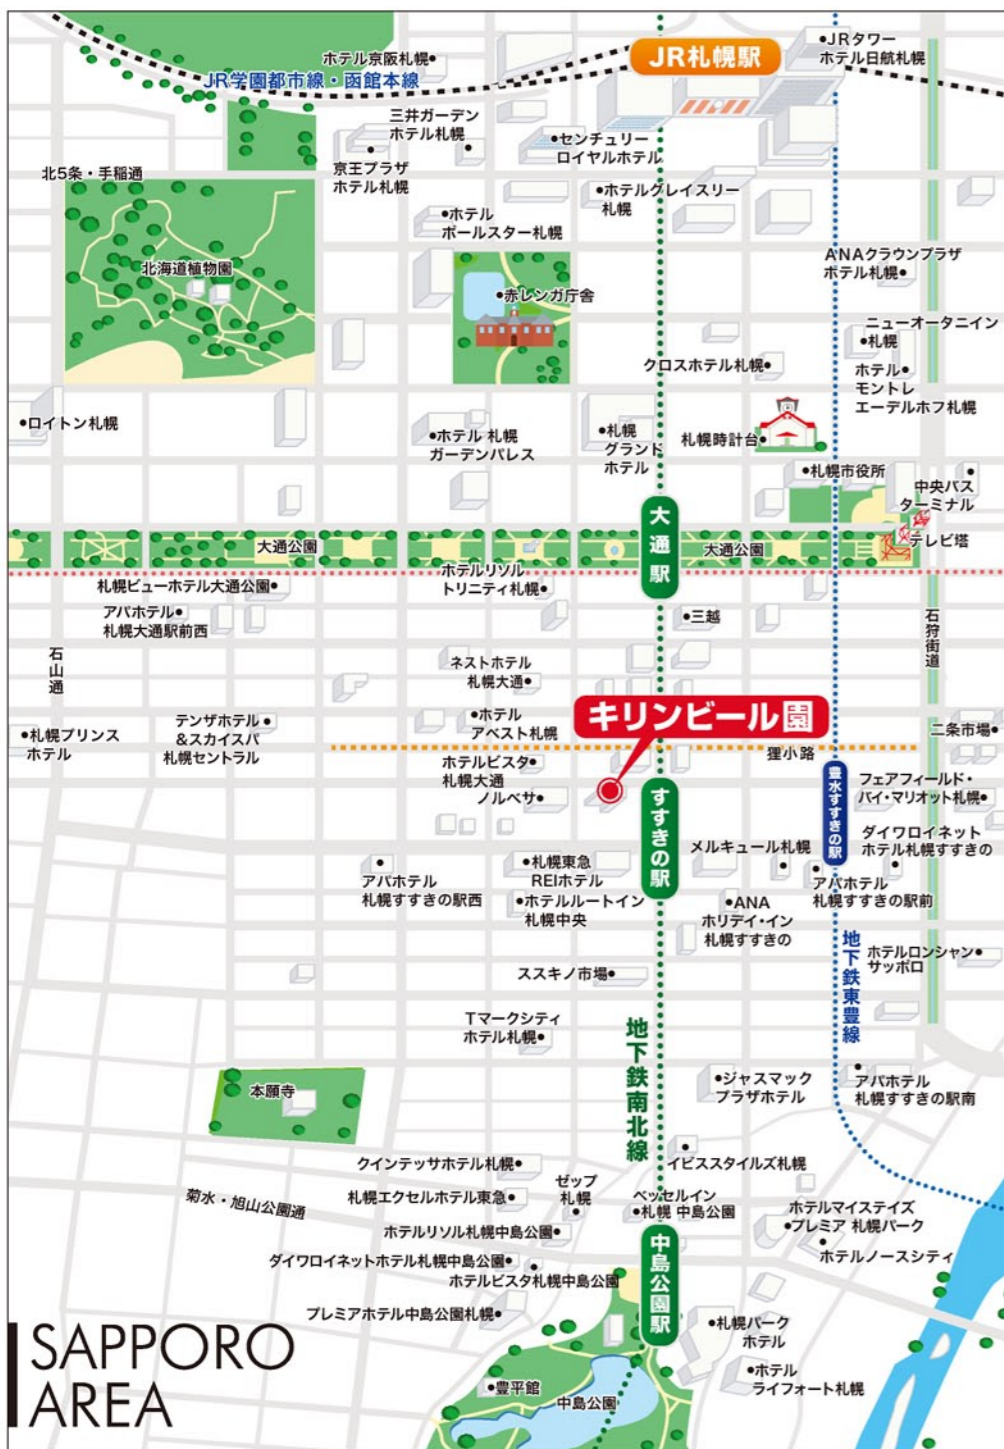 ホテル京阪札幌
JR札幌駅
JRタワー
ホテル日航札幌
JR学園都市線・函館本線
三井ガーデン
ホテル札幌
センチュリー
ロイヤルホテル
京王プラザ
ホテル札幌
北5条・手稲通
ホテルグレイスリー
札幌
ホテル
ポールスター札幌
ANAクラウンプラザ
ホテル札幌
北海道植物園
赤レンガ庁舎
ニューオータニイン
札幌
クロスホテル札幌
ホテル
モントレ
エーデルホフ札幌
ロイトン札幌
ホテル 札幌
ガーデンパレス
札幌
グランド
ホテル
札幌時計台
札幌市役所
中央バス
ターミナル
大通駅
テレビ塔
大通公園
大通公園
札幌ビューホテル大通公園
ホテルリソル
トリニティ札幌
アパホテル
札幌大通駅前西
三越
石狩街道
石山通
ネストホテル
札幌大通
キリンビール園
札幌プリンス
ホテル
テンザホテル
&スカイスパ
札幌セントラル
ホテル
アベスト札幌
二条市場
狸小路
ホテルビスタ
札幌大通
ノルベサ
すすきの駅
豊水すすきの駅
フェアフィールド・
バイ・マリオット札幌
ダイワロイネット
ホテル札幌すすきの
メルキュール札幌
アパホテル
札幌すすきの駅西
札幌東急
REIホテル
アパホテル
札幌すすきの駅前
ホテルルートイン
札幌中央
ANA
ホリデイ・イン
札幌すすきの
地下鉄東豊線
ホテルロンシャン
サッポロ
ススキノ市場
Tマークシティ
ホテル札幌
地下鉄南北線
本願寺
ジャスマック
プラザホテル
アパホテル
札幌すすきの駅南
クインテッサホテル札幌
イビススタイルズ札幌
菊水・旭山公園通
札幌エクセルホテル東急
ゼップ
札幌
ベッセルイン
札幌 中島公園
ホテルマイステイズ
プレミア 札幌パーク
ホテルリソル札幌中島公園
中島公園駅
ホテルノースシティ
ダイワロイネットホテル札幌中島公園
ホテルビスタ札幌中島公園
プレミアホテル中島公園札幌
札幌パーク
ホテル
ホテル
ライフォート札幌
豊平館
中島公園
SAPPORO
AREA